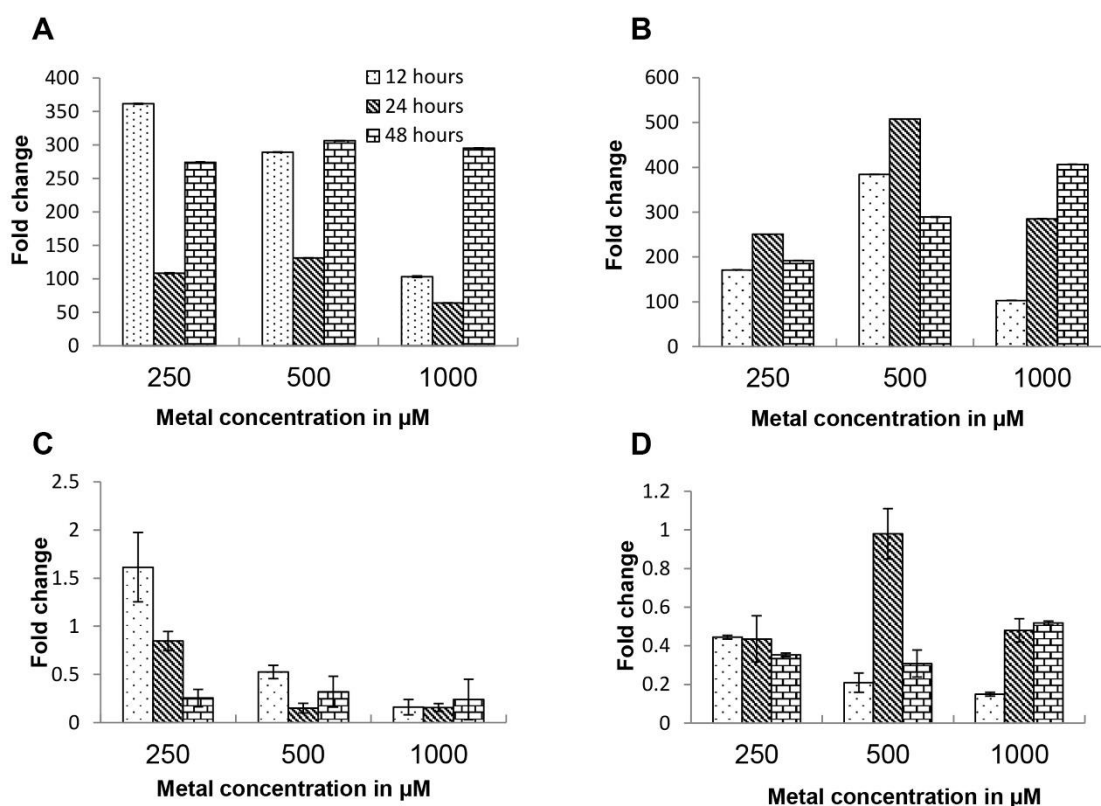 A
Fold change
400
350
300
250
200
150
100
50
0
12 hours
24 hours
48 hours
250 500 1000
Metal concentration in µM
B
Fold change
600
500
400
300
200
100
0
250 500 1000
Metal concentration in µM
C
Fold change
2.5
2
1.5
1
0.5
0
250 500 1000
Metal concentration in µM
D
Fold change
1.2
1
0.8
0.6
0.4
0.2
0
250 500 1000
Metal concentration in µM